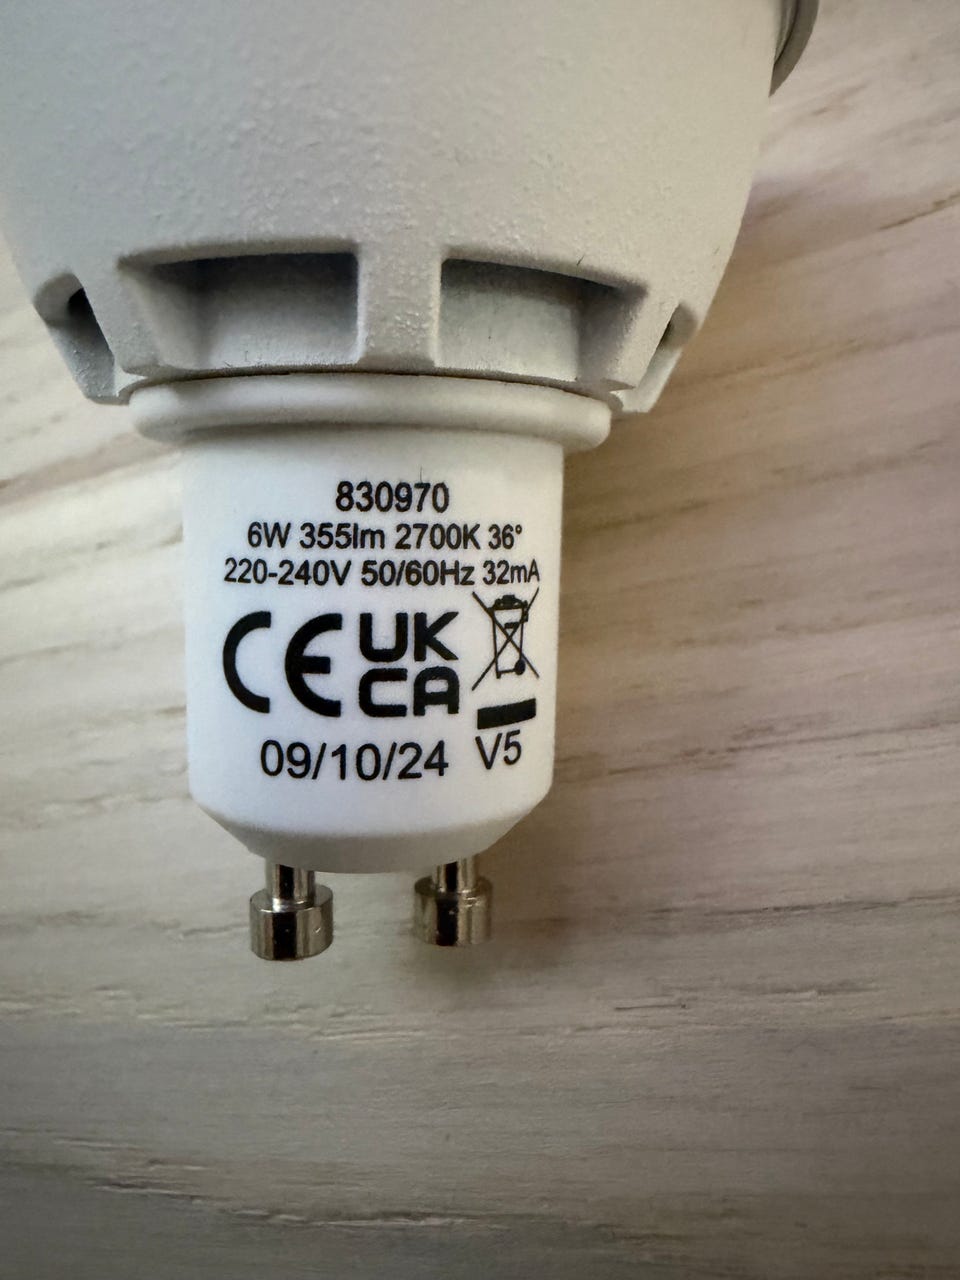 830970
6W 355lm 2700K 36°
220-240V 50/60Hz 32mA
CE UK
CA
09/10/24 V5